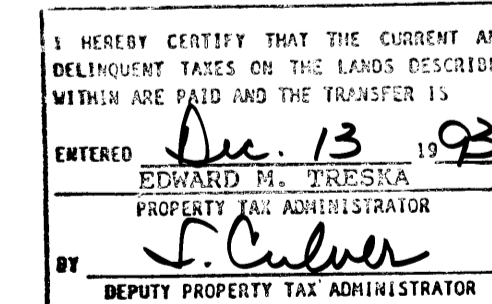 I HEREBY CERTIFY THAT THE CURRENT A
DELINQUENT TAXES ON THE LANDS DESCRIB
WITHIN ARE PAID AND THE TRANSFER IS
ENTERED Dec. 13 1993
EDWARD M. TRESKA
PROPERTY TAX ADMINISTRATOR
BY J. Culver
DEPUTY PROPERTY TAX ADMINISTRATOR